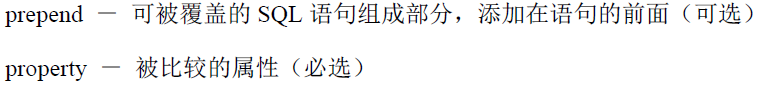 prepend － 可被覆盖的 SQL 语句组成部分，添加在语句的前面（可选）
property － 被比较的属性（必选）